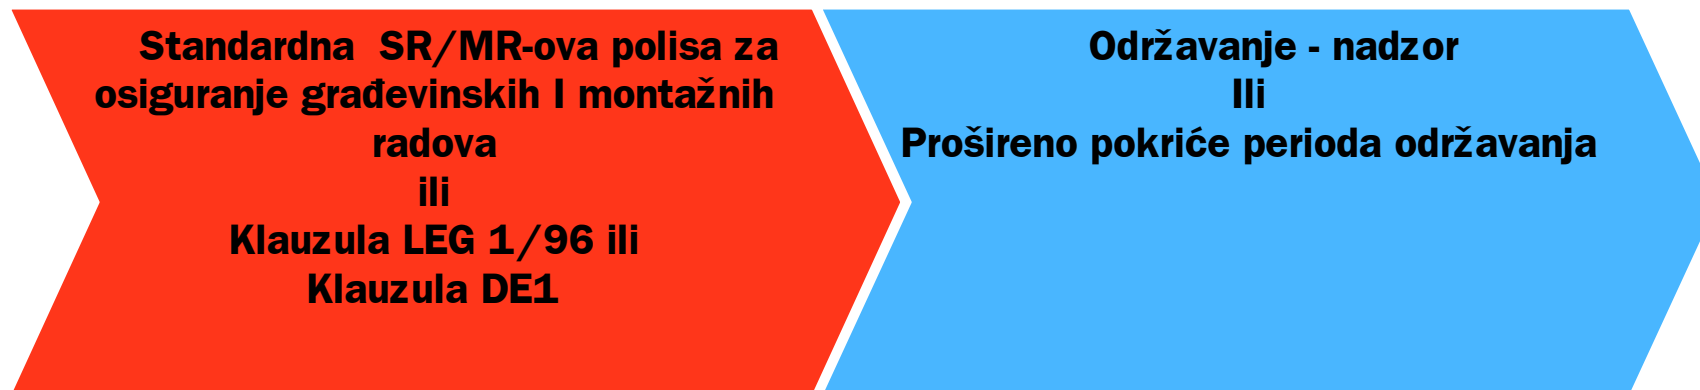 Standardna  SR/MR-ova polisa za
osiguranje građevinskih I montažnih
radova
ili
Klauzula LEG 1/96 ili
Klauzula DE1
Održavanje - nadzor
Ili
Prošireno pokriće perioda održavanja